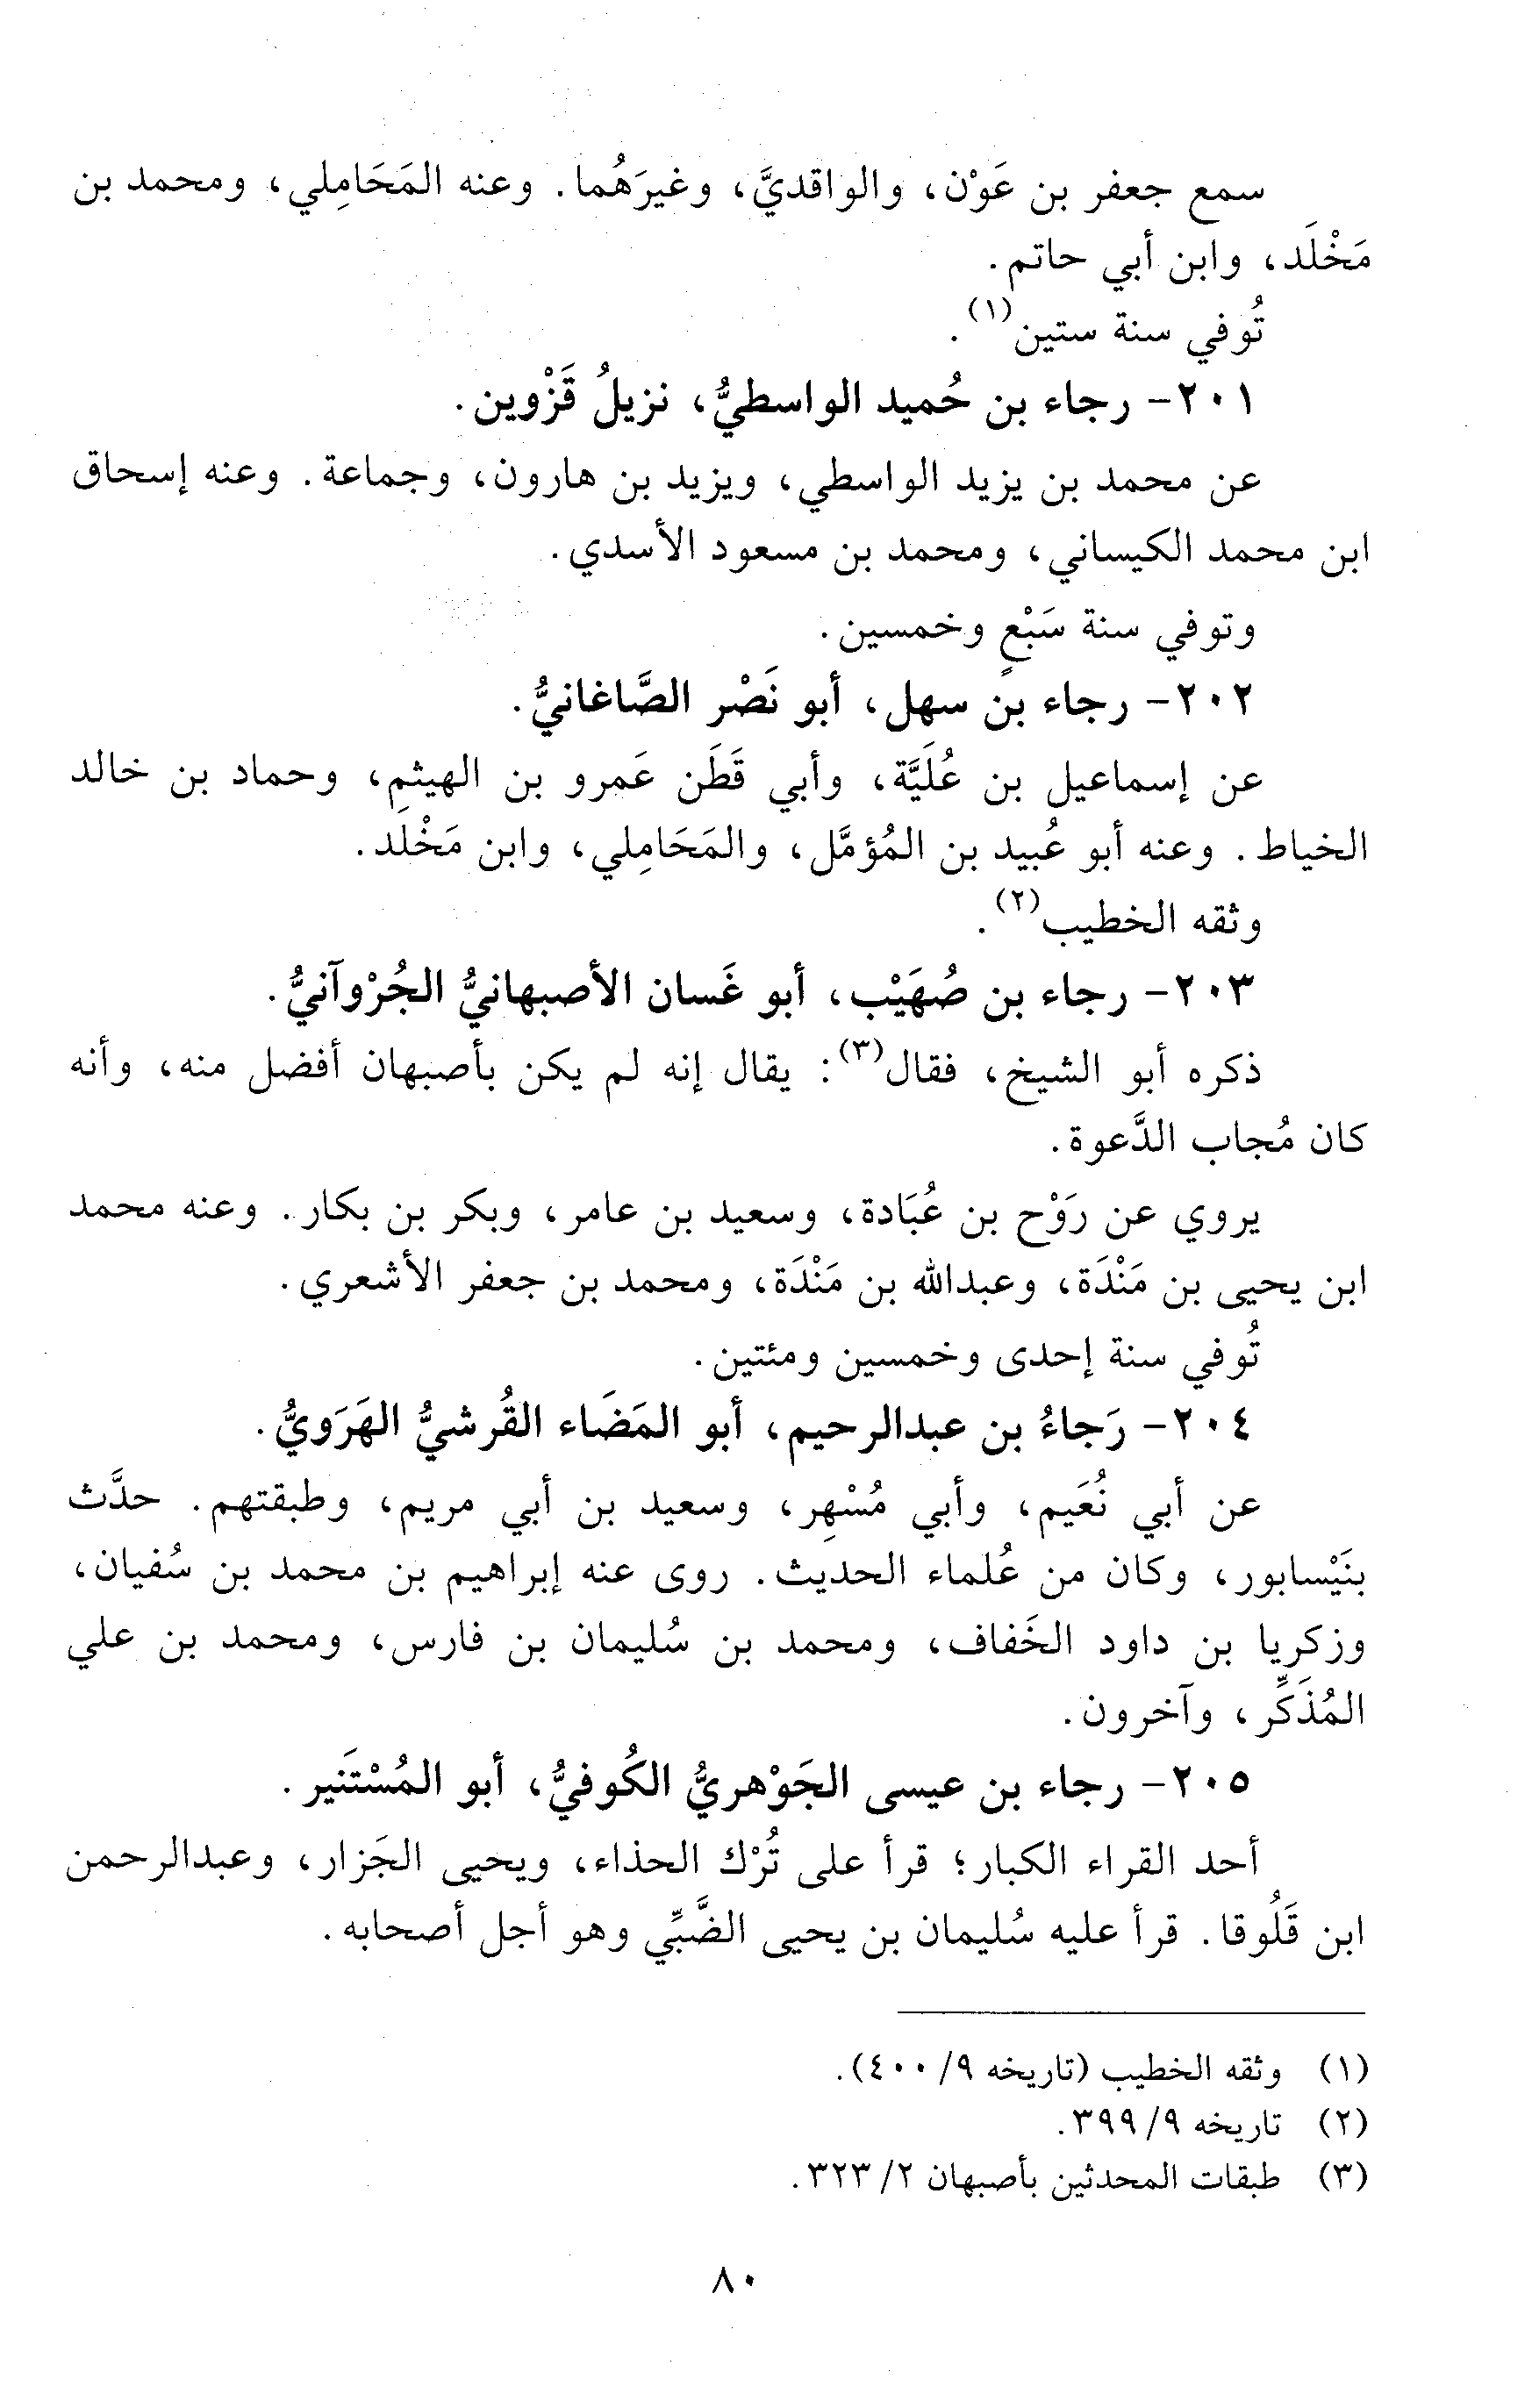 سمع جعفر بن عَوْن، والواقديَّ، وغيرَهُما. وعنه المَحَامِلي، ومحمد بن
مَخْلَد، وابن أبي حاتم.
تُوفي سنة ستين(١).
٢٠١- رجاء بن حُميد الواسطيُّ، نزيلُ قَزْوين.
عن محمد بن يزيد الواسطي، ويزيد بن هارون، وجماعة. وعنه إسحاق
ابن محمد الكيساني، ومحمد بن مسعود الأسدي.
وتوفي سنة سَبْعٍ وخمسين.
٢٠٢- رجاء بن سهل، أبو نَصْر الصَّاغانيُّ.
عن إسماعيل بن عُلَيَّة، وأبي قَطَن عَمرو بن الهيثم، وحماد بن خالد
الخياط. وعنه أبو عُبيد بن المُؤمَّل، والمَحَامِلي، وابن مَخْلَد.
وثقه الخطيب(٢).
٢٠٣- رجاء بن صُهَيْب، أبو غَسان الأصبهانيُّ الجُرْوآنيُّ.
ذكره أبو الشيخ، فقال(٣): يقال إنه لم يكن بأصبهان أفضل منه، وأنه
كان مُجاب الدَّعوة.
يروي عن رَوْح بن عُبَادة، وسعيد بن عامر، وبكر بن بكار. وعنه محمد
ابن يحيى بن مَنْدَة، وعبدالله بن مَنْدَة، ومحمد بن جعفر الأشعري.
تُوفي سنة إحدى وخمسين ومئتين.
٢٠٤- رَجاءُ بن عبدالرحيم، أبو المَضَاء القُرشيُّ الهَرَويُّ.
عن أبي نُعَيم، وأبي مُسْهِر، وسعيد بن أبي مريم، وطبقتهم. حدَّث
بنَيْسابور، وكان من عُلماء الحديث. روى عنه إبراهيم بن محمد بن سُفيان،
وزكريا بن داود الخَفاف، ومحمد بن سُليمان بن فارس، ومحمد بن علي
المُذَكِّر، وآخرون.
٢٠٥- رجاء بن عيسى الجَوْهريُّ الكُوفيُّ، أبو المُسْتَنير.
أحد القراء الكبار؛ قرأ على تُرْك الحذاء، ويحيى الجَزار، وعبدالرحمن
ابن قَلُوقا. قرأ عليه سُليمان بن يحيى الضَّبِّي وهو أجل أصحابه.
(١) وثقه الخطيب (تاريخه ٩/ ٤٠٠).
(٢) تاريخه ٩/ ٣٩٩.
(٣) طبقات المحدثين بأصبهان ٢/ ٣٢٣.
٨٠